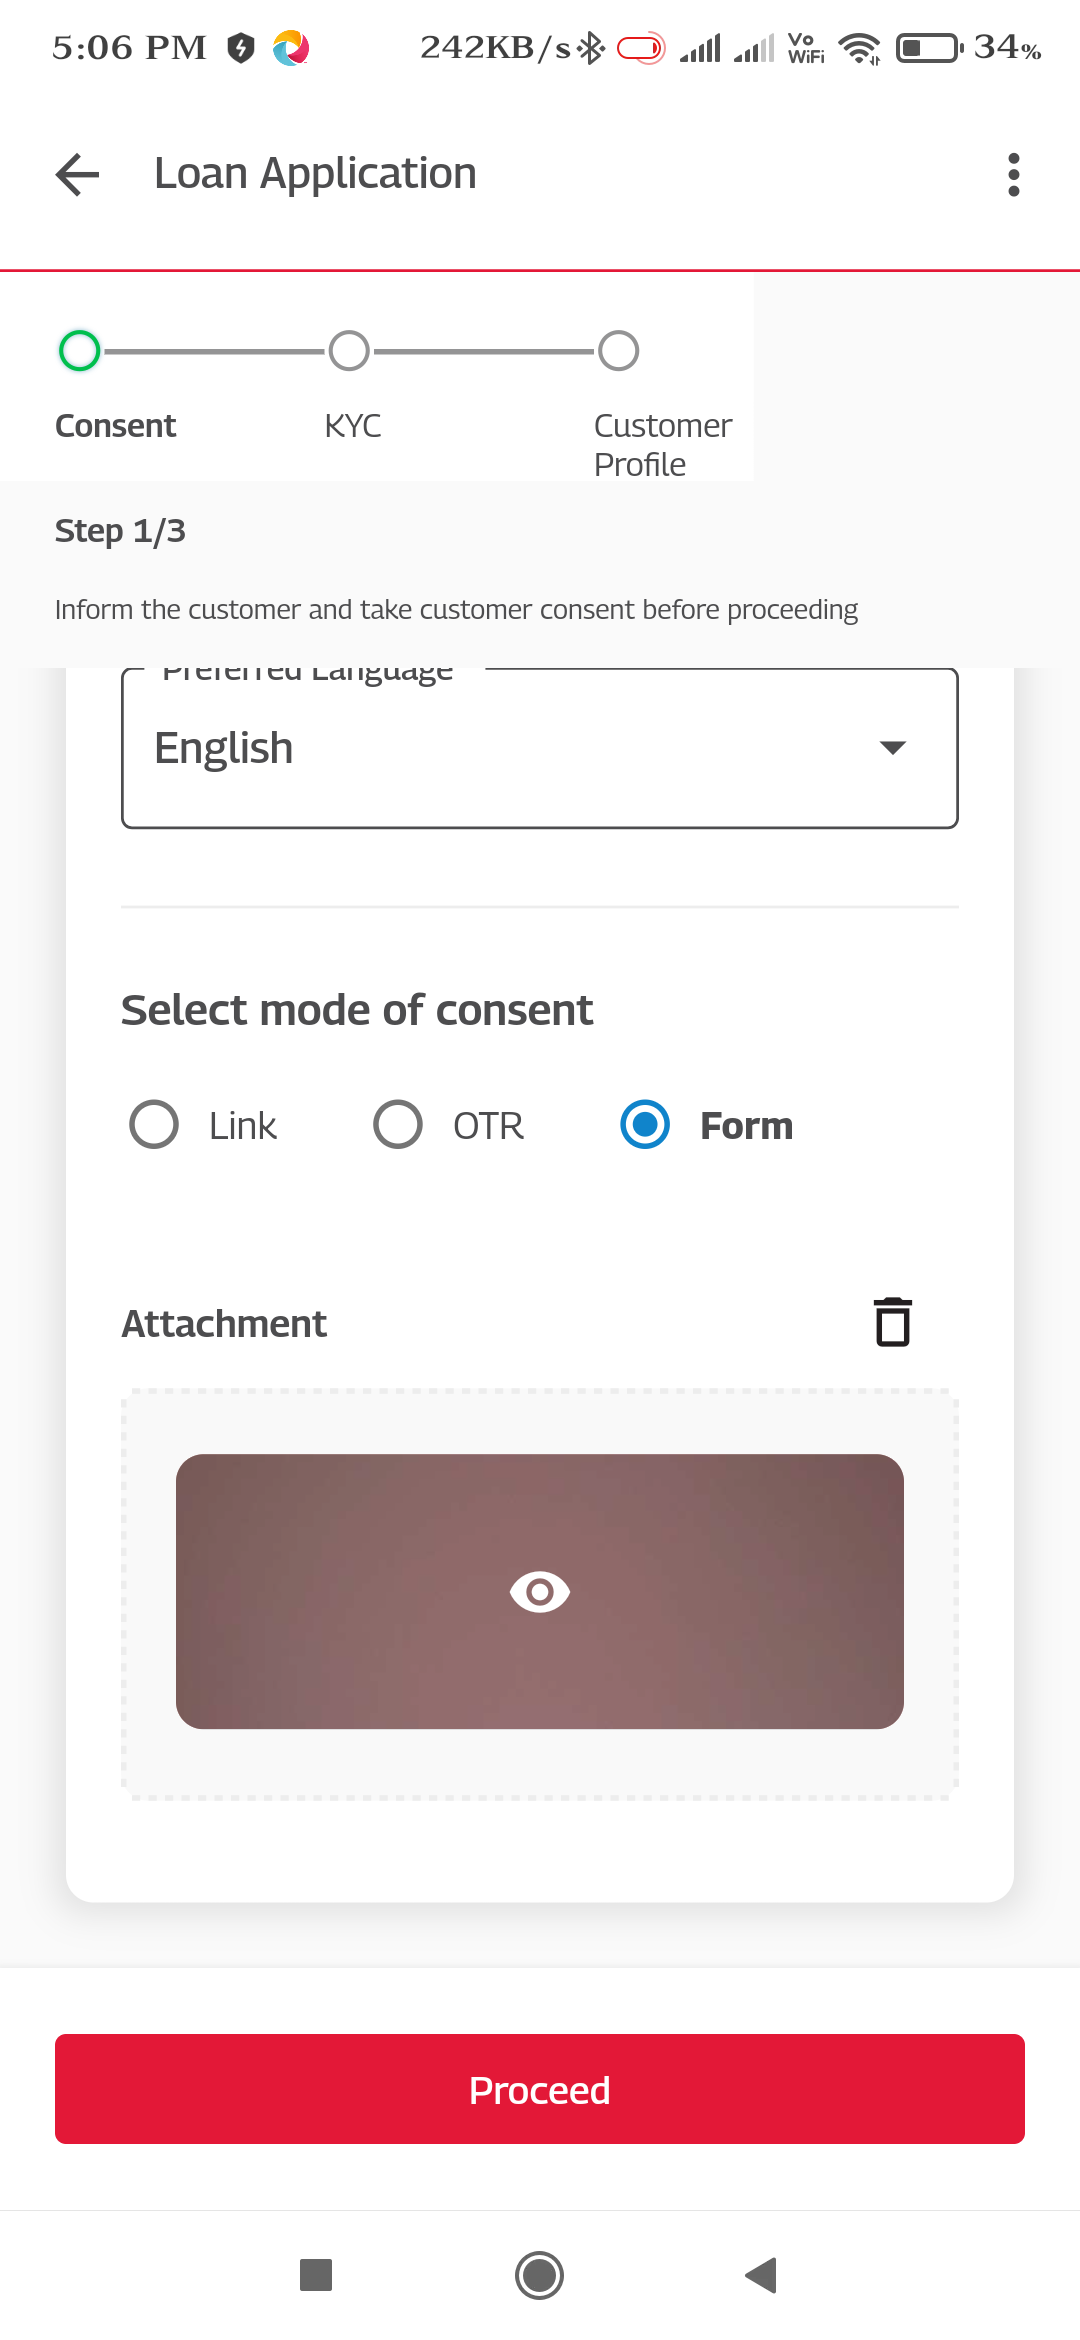 5:06 PM 242KB/s Vo WiFi 34%
Loan Application
Consent KYC Customer Profile
Step 1/3
Inform the customer and take customer consent before proceeding
Preferred Language
English
Select mode of consent
Link OTR Form
Attachment
Proceed